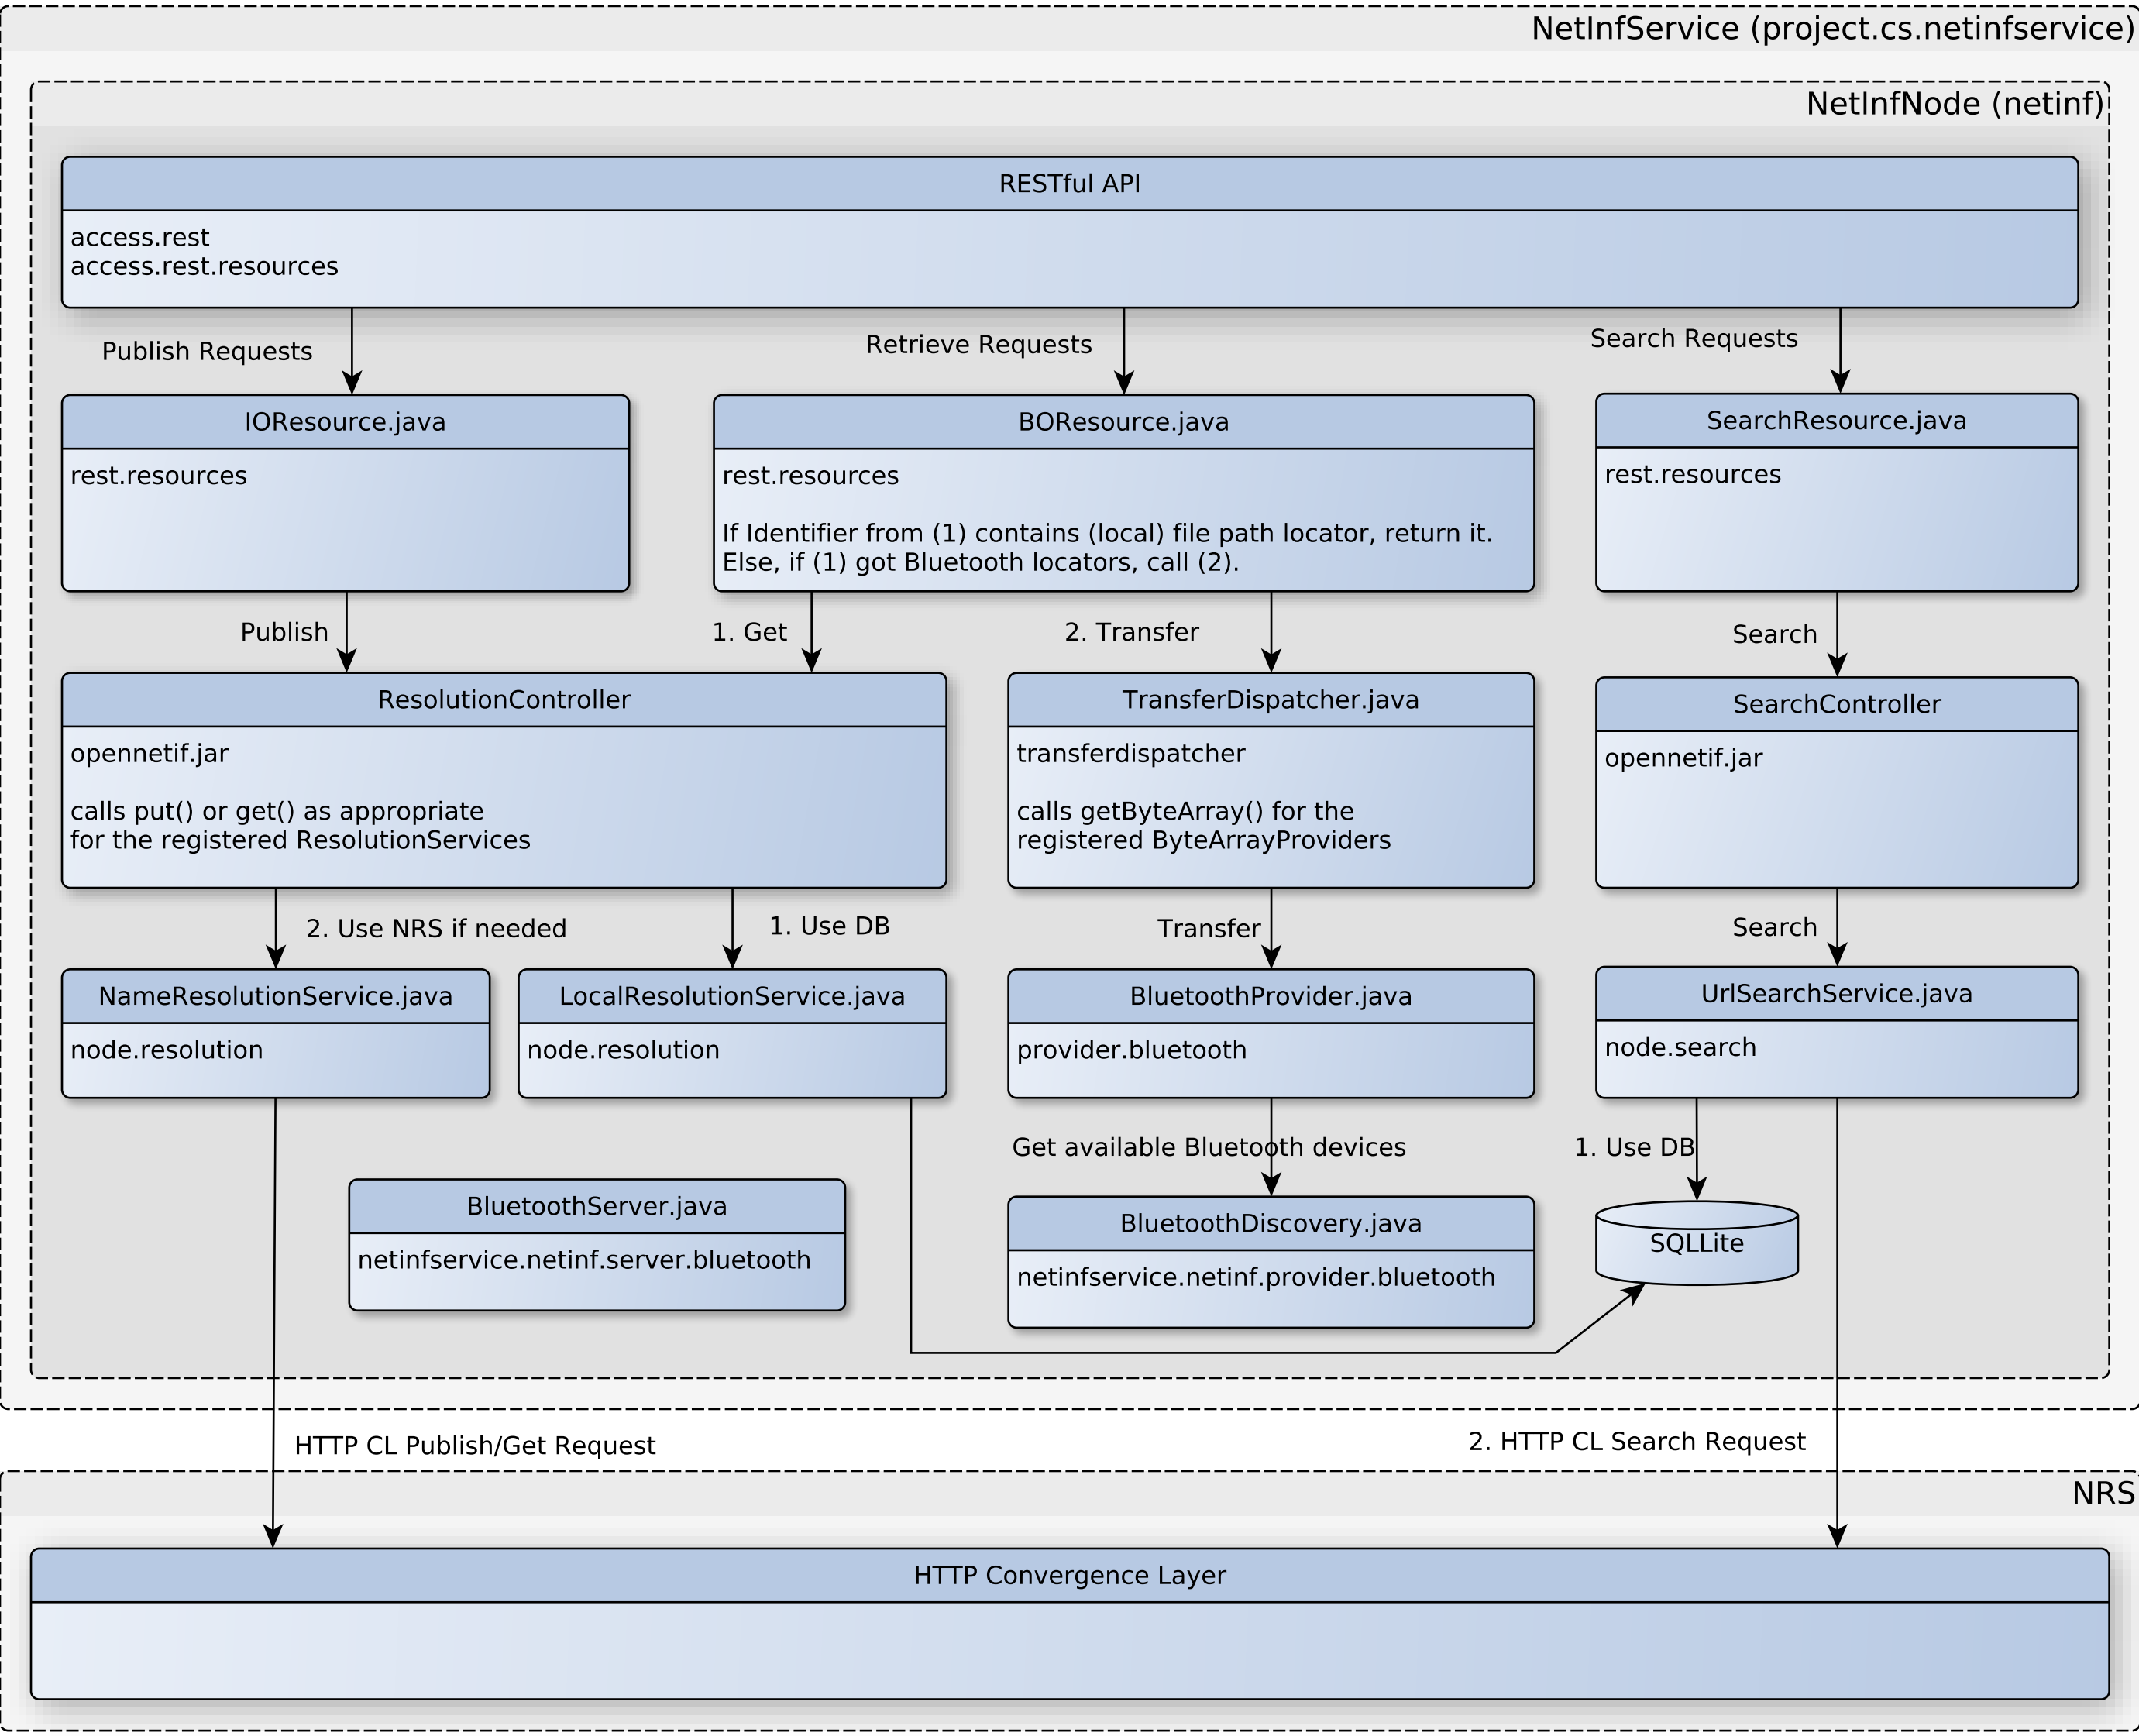 NetInfService (project.cs.netinfservice)
NetInfNode (netinf)
RESTful API
access.rest
access.rest.resources
Publish Requests
Retrieve Requests
Search Requests
IOResource.java
rest.resources
BOResource.java
rest.resources
If Identifier from (1) contains (local) file path locator, return it.
Else, if (1) got Bluetooth locators, call (2).
SearchResource.java
rest.resources
Publish
1. Get
2. Transfer
Search
ResolutionController
opennetif.jar
calls put() or get() as appropriate
for the registered ResolutionServices
TransferDispatcher.java
transferdispatcher
calls getByteArray() for the
registered ByteArrayProviders
SearchController
opennetif.jar
2. Use NRS if needed
1. Use DB
Transfer
Search
NameResolutionService.java
node.resolution
LocalResolutionService.java
node.resolution
BluetoothProvider.java
provider.bluetooth
UrlSearchService.java
node.search
Get available Bluetooth devices
1. Use DB
BluetoothServer.java
netinfservice.netinf.server.bluetooth
BluetoothDiscovery.java
netinfservice.netinf.provider.bluetooth
SQLLite
HTTP CL Publish/Get Request
2. HTTP CL Search Request
NRS
HTTP Convergence Layer